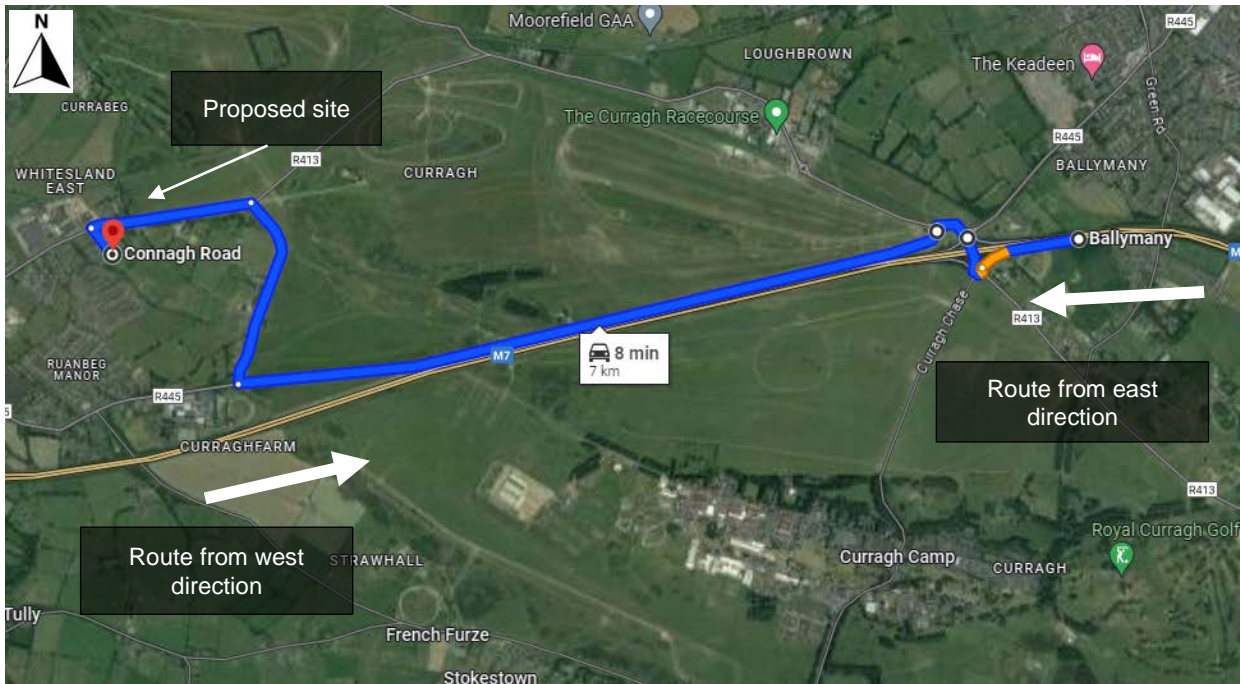 N
Moorefield GAA
R445
LOUGHBROWN
The Keadeen
Green Rd
CURRABEG
Proposed site
The Curragh Racecourse
R445
R413
BALLYMANY
WHITESLAND
EAST
CURRAGH
Connagh Road
Ballymany
M
Curragh Chase
R413
8 min
7 km
M7
RUANBEG
MANOR
R445
5
Route from east
direction
CURRAGHFARM
R413
Route from west
direction
STRAWHALL
Royal Curragh Golf
Curragh Camp
CURRAGH
Tully
French Furze
Stokestown